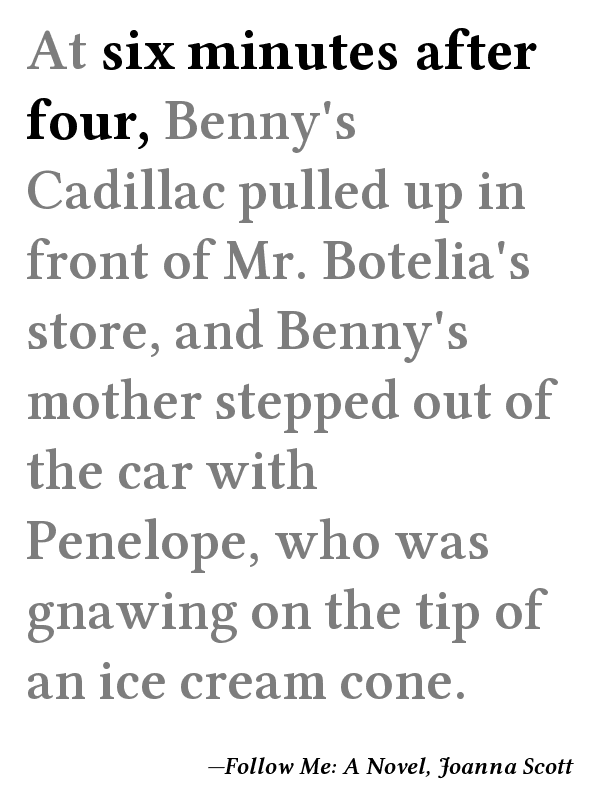 At six minutes after
four, Benny's
Cadillac pulled up in
front of Mr. Botelia's
store, and Benny's
mother stepped out of
the car with
Penelope, who was
gnawing on the tip of
an ice cream cone.
—Follow Me: A Novel, Joanna Scott